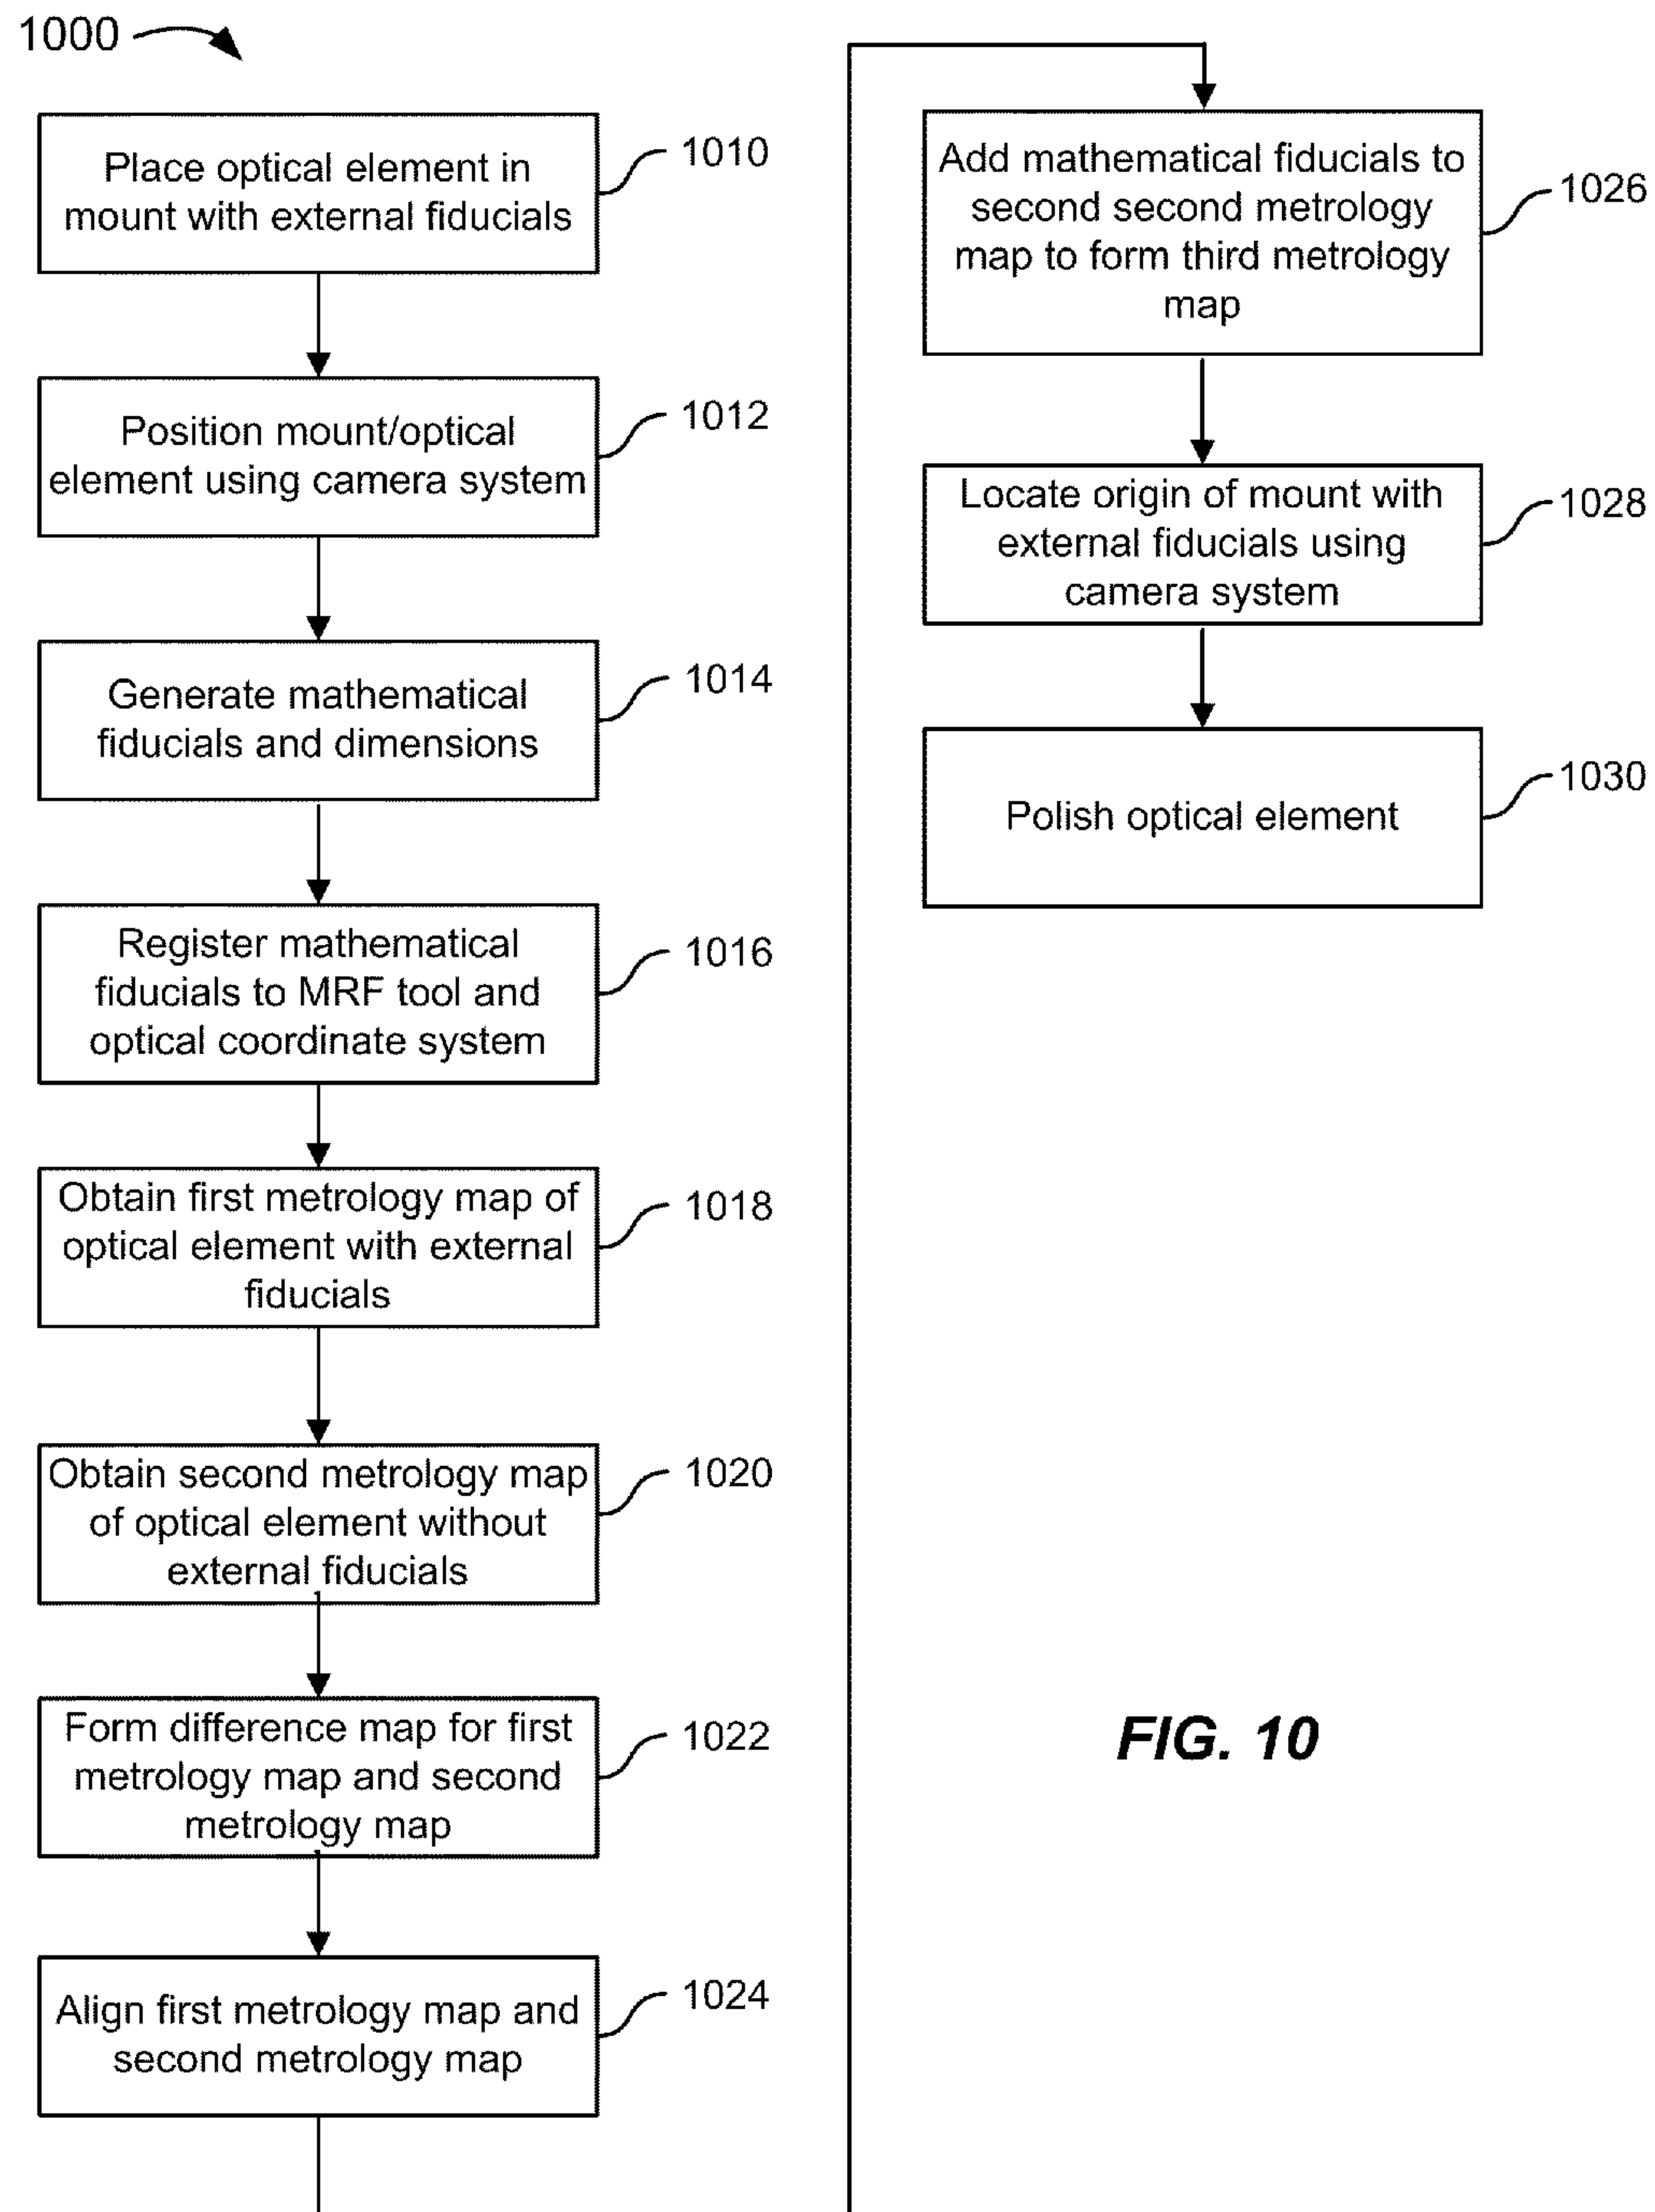 1000
Place optical element in
mount with external fiducials
1010
Position mount/optical
element using camera system
1012
Generate mathematical
fiducials and dimensions
1014
Register mathematical
fiducials to MRF tool and
optical coordinate system
1016
Obtain first metrology map of
optical element with external
fiducials
1018
Obtain second metrology map
of optical element without
external fiducials
1020
Form difference map for first
metrology map and second
metrology map
1022
Align first metrology map and
second metrology map
1024
Add mathematical fiducials to
second second metrology
map to form third metrology
map
1026
Locate origin of mount with
external fiducials using
camera system
1028
Polish optical element
1030
FIG. 10